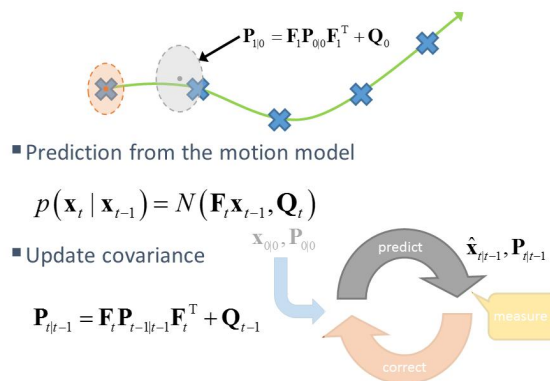 P₁|₀ = F₁P₀|₀F₁ᵀ + Q₀
▪ Prediction from the motion model
p(xₜ | xₜ₋₁) = N(Fₜxₜ₋₁, Qₜ)
x₀|₀, P₀|₀
predict
x̂ₜ|ₜ₋₁, Pₜ|ₜ₋₁
▪ Update covariance
measure
Pₜ|ₜ₋₁ = FₜPₜ₋₁|ₜ₋₁Fₜᵀ + Qₜ₋₁
correct